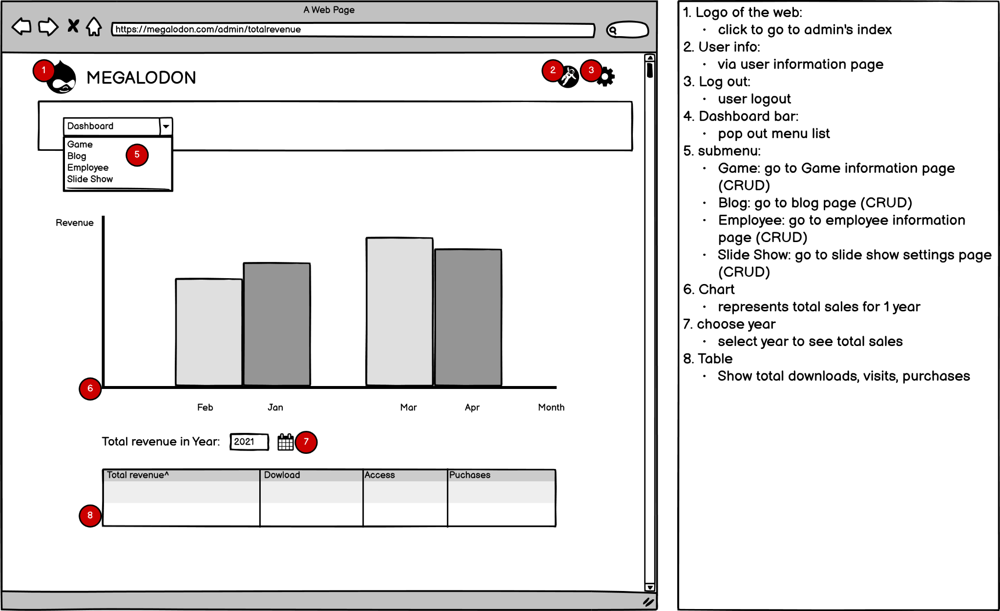 A Web Page
https://megalodon.com/admin/totalrevenue
1
MEGALODON
2
3
Dashboard
Game
Blog
Employee
Slide Show
5
Revenue
6
Feb
Jan
Mar
Apr
Month
Total revenue in Year:
2021
7
Total revenue^
Dowload
Access
Puchases
8
1. Logo of the web:
• click to go to admin's index
2. User info:
• via user information page
3. Log out:
• user logout
4. Dashboard bar:
• pop out menu list
5. submenu:
• Game: go to Game information page
(CRUD)
• Blog: go to blog page (CRUD)
• Employee: go to employee information
page (CRUD)
• Slide Show: go to slide show settings page
(CRUD)
6. Chart
• represents total sales for 1 year
7. choose year
• select year to see total sales
8. Table
• Show total downloads, visits, purchases